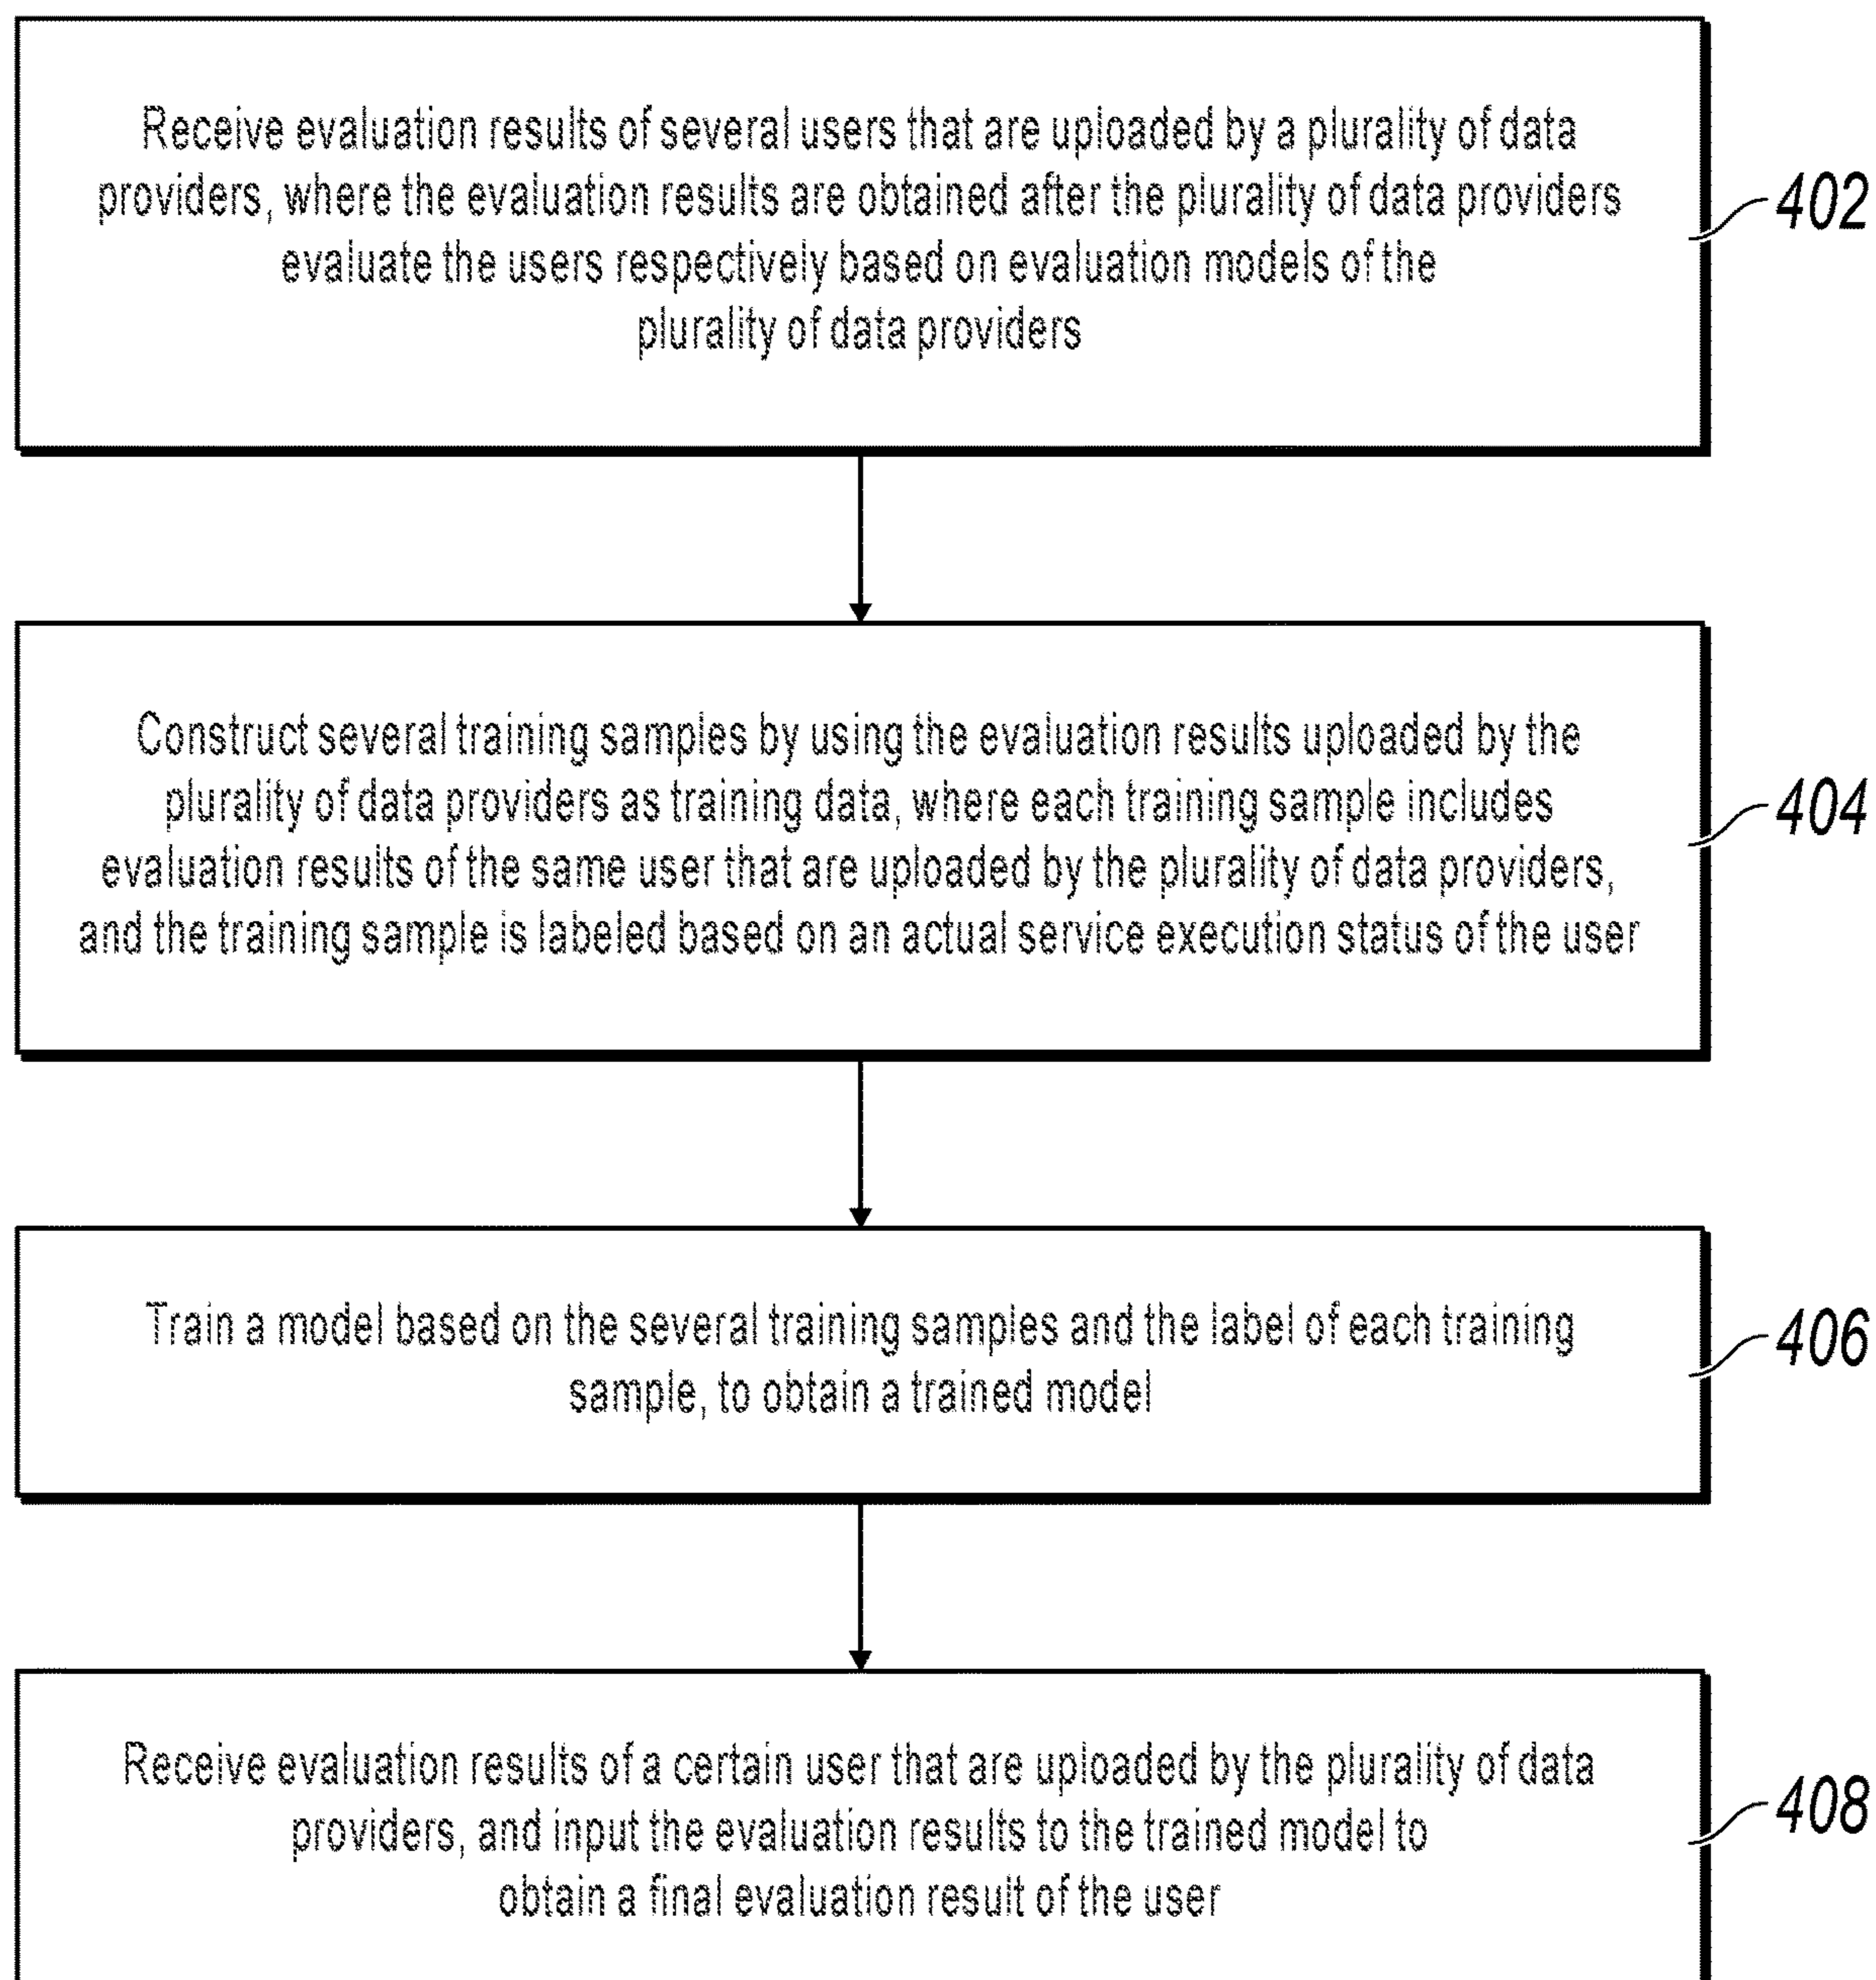 Receive evaluation results of several users that are uploaded by a plurality of data
providers, where the evaluation results are obtained after the plurality of data providers
evaluate the users respectively based on evaluation models of the
plurality of data providers
402
Construct several training samples by using the evaluation results uploaded by the
plurality of data providers as training data, where each training sample includes
evaluation results of the same user that are uploaded by the plurality of data providers,
and the training sample is labeled based on an actual service execution status of the user
404
Train a model based on the several training samples and the label of each training
sample, to obtain a trained model
406
Receive evaluation results of a certain user that are uploaded by the plurality of data
providers, and input the evaluation results to the trained model to
obtain a final evaluation result of the user
408